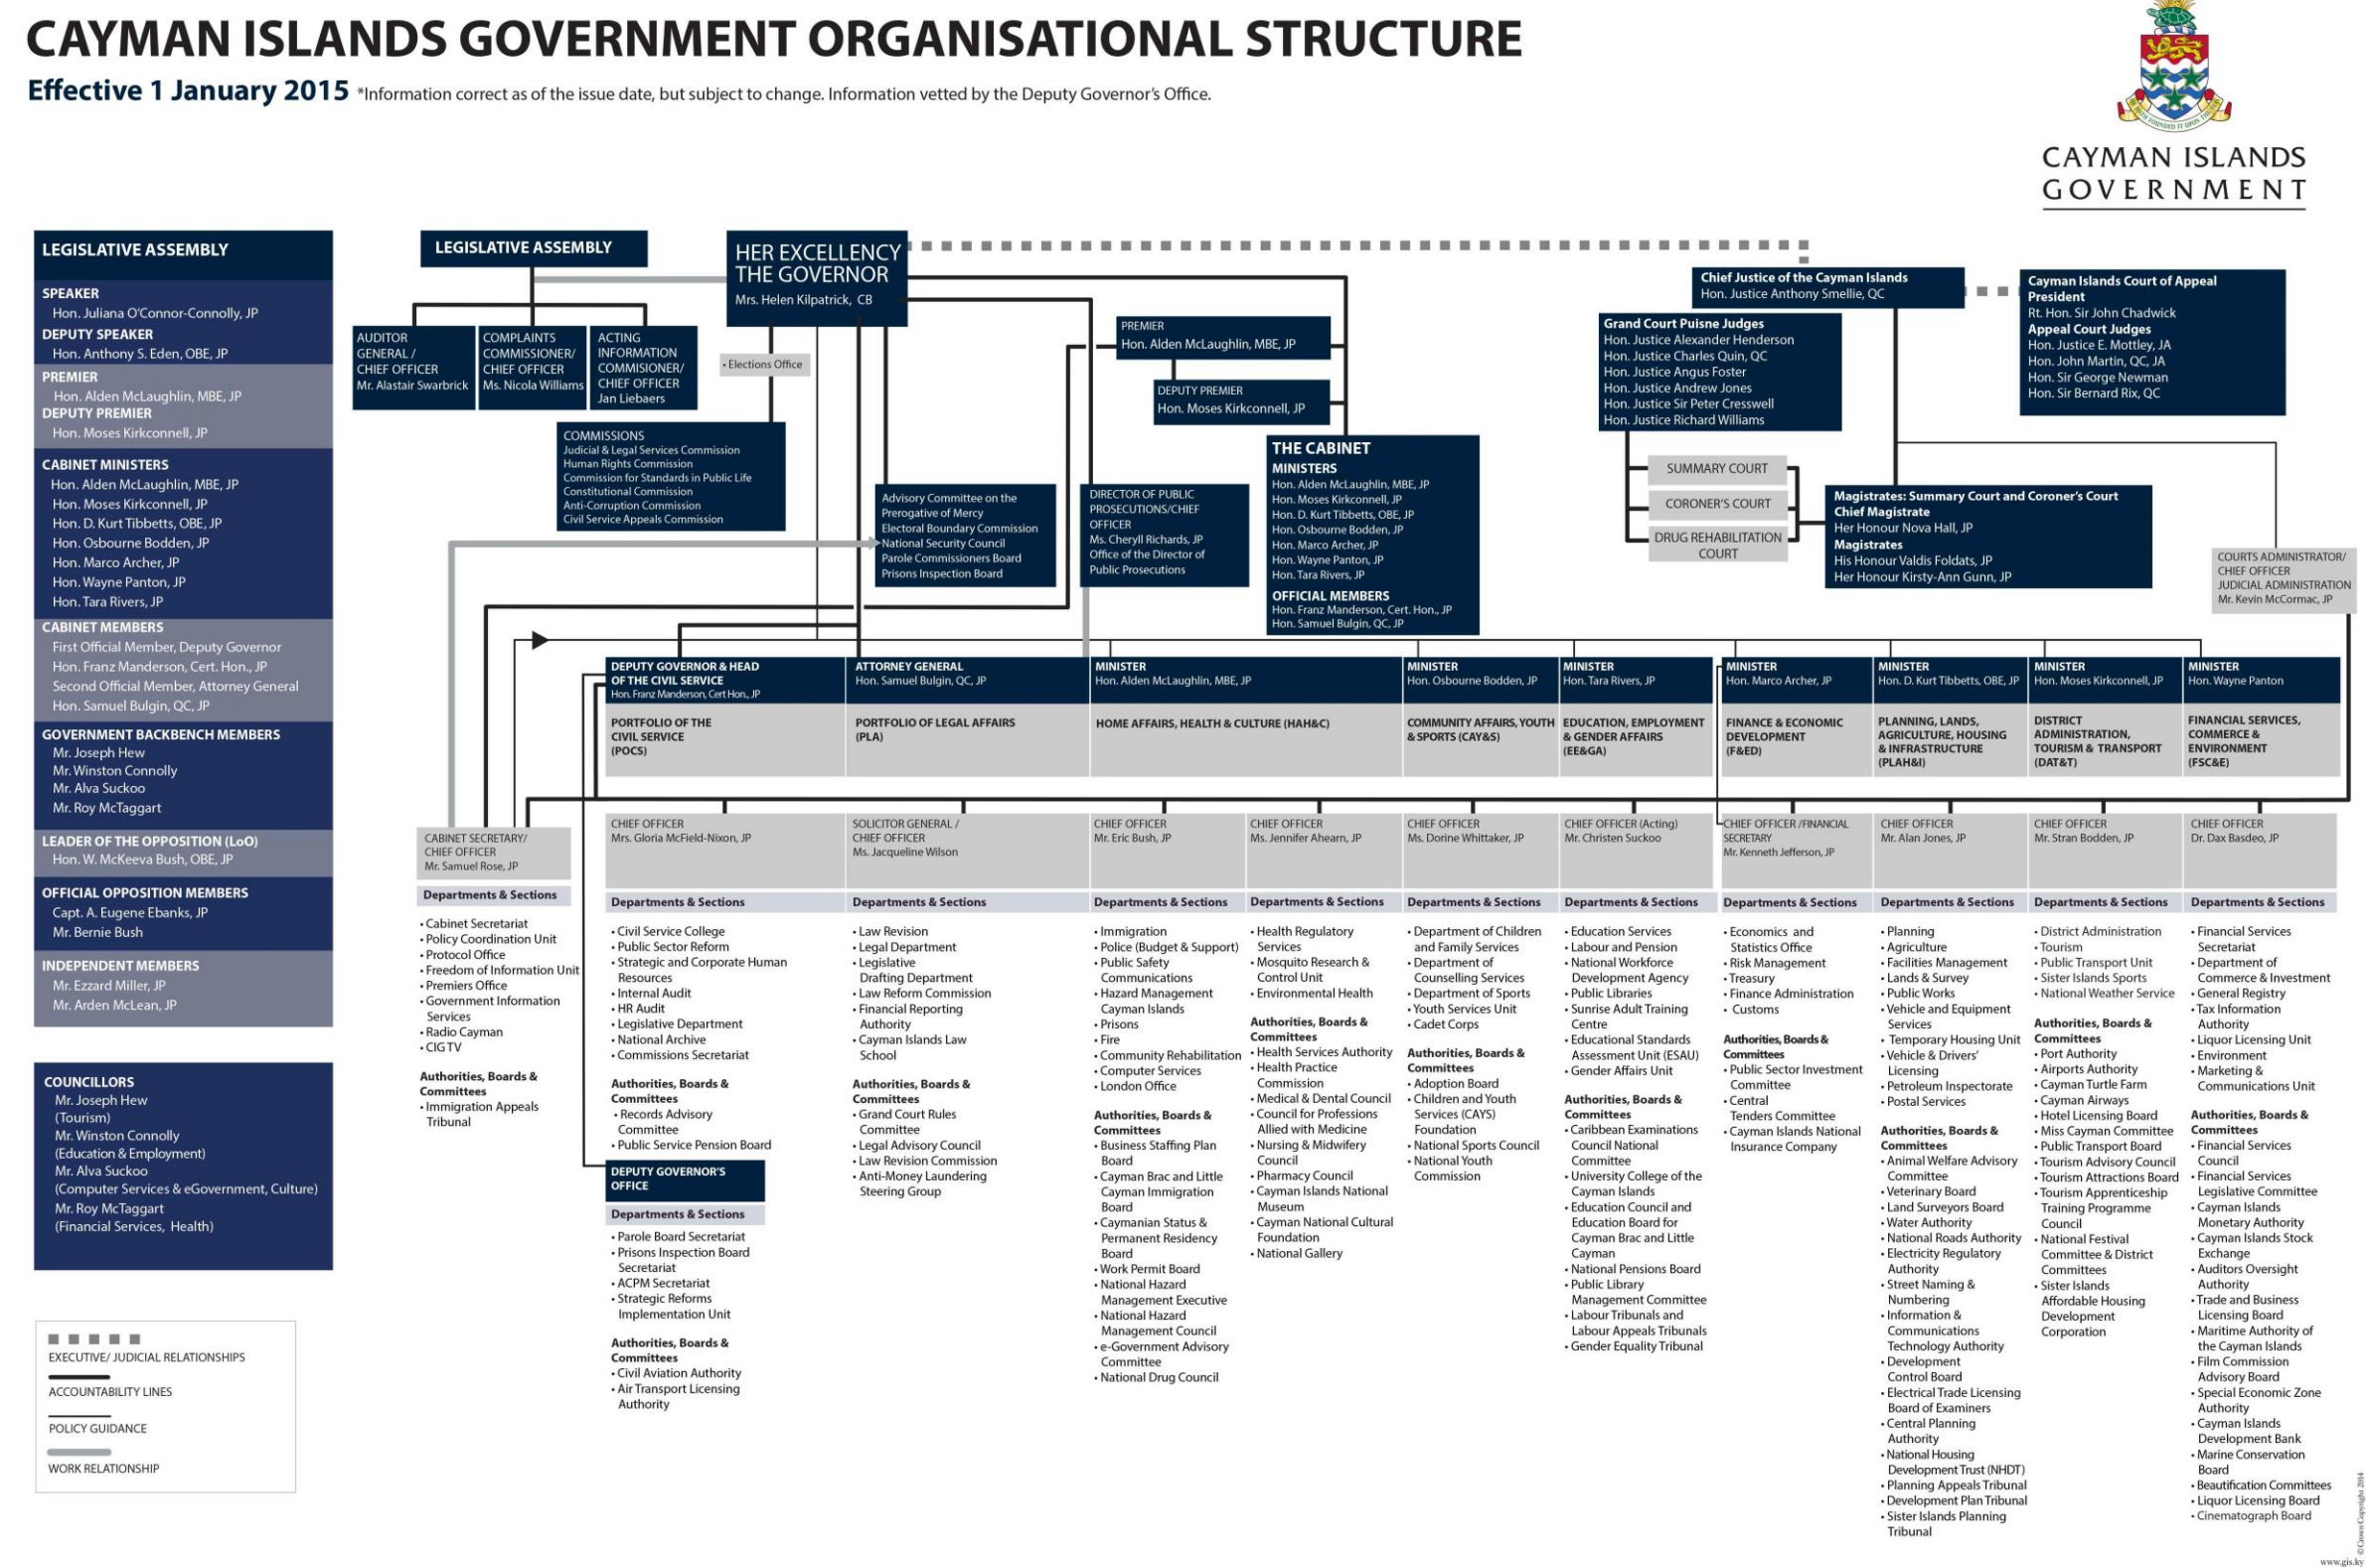 CAYMAN ISLANDS GOVERNMENT ORGANISATIONAL STRUCTURE
Effective 1 January 2015 *Information correct as of the issue date, but subject to change. Information vetted by the Deputy Governor's Office.
CAYMAN ISLANDS
GOVERNMENT
LEGISLATIVE ASSEMBLY
SPEAKER
Hon. Juliana O'Connor-Connolly, JP
DEPUTY SPEAKER
Hon. Anthony S. Eden, OBE, JP
PREMIER
Hon. Alden McLaughlin, MBE, JP
DEPUTY PREMIER
Hon. Moses Kirkconnell, JP
CABINET MINISTERS
Hon. Alden McLaughlin, MBE, JP
Hon. Moses Kirkconnell, JP
Hon. D. Kurt Tibbetts, OBE, JP
Hon. Osbourne Bodden, JP
Hon. Marco Archer, JP
Hon. Wayne Panton, JP
Hon. Tara Rivers, JP
CABINET MEMBERS
First Official Member, Deputy Governor
Hon. Franz Manderson, Cert. Hon., JP
Second Official Member, Attorney General
Hon. Samuel Bulgin, QC, JP
GOVERNMENT BACKBENCH MEMBERS
Mr. Joseph Hew
Mr. Winston Connolly
Mr. Alva Suckoo
Mr. Roy McTaggart
LEADER OF THE OPPOSITION (LoO)
Hon. W. McKeeva Bush, OBE, JP
OFFICIAL OPPOSITION MEMBERS
Capt. A. Eugene Ebanks, JP
Mr. Bernie Bush
INDEPENDENT MEMBERS
Mr. Ezzard Miller, JP
Mr. Arden McLean, JP
COUNCILLORS
Mr. Joseph Hew
(Tourism)
Mr. Winston Connolly
(Education & Employment)
Mr. Alva Suckoo
(Computer Services & eGovernment, Culture)
Mr. Roy McTaggart
(Financial Services, Health)
EXECUTIVE/ JUDICIAL RELATIONSHIPS
ACCOUNTABILITY LINES
POLICY GUIDANCE
WORK RELATIONSHIP
LEGISLATIVE ASSEMBLY
AUDITOR
GENERAL /
CHIEF OFFICER
Mr. Alastair Swarbrick
COMPLAINTS
COMMISSIONER/
CHIEF OFFICER
Ms. Nicola Williams
ACTING
INFORMATION
COMMISIONER/
CHIEF OFFICER
Jan Liebaers
HER EXCELLENCY
THE GOVERNOR
Mrs. Helen Kilpatrick, CB
• Elections Office
COMMISSIONS
Judicial & Legal Services Commission
Human Rights Commission
Commission for Standards in Public Life
Constitutional Commission
Anti-Corruption Commission
Civil Service Appeals Commission
Advisory Committee on the
Prerogative of Mercy
Electoral Boundary Commission
National Security Council
Parole Commissioners Board
Prisons Inspection Board
DIRECTOR OF PUBLIC
PROSECUTIONS/CHIEF
OFFICER
Ms. Cheryll Richards, JP
Office of the Director of
Public Prosecutions
PREMIER
Hon. Alden McLaughlin, MBE, JP
DEPUTY PREMIER
Hon. Moses Kirkconnell, JP
THE CABINET
MINISTERS
Hon. Alden McLaughlin, MBE, JP
Hon. Moses Kirkconnell, JP
Hon. D. Kurt Tibbetts, OBE, JP
Hon. Osbourne Bodden, JP
Hon. Marco Archer, JP
Hon. Wayne Panton, JP
Hon. Tara Rivers, JP
OFFICIAL MEMBERS
Hon. Franz Manderson, Cert. Hon., JP
Hon. Samuel Bulgin, QC, JP
Chief Justice of the Cayman Islands
Hon. Justice Anthony Smellie, QC
Cayman Islands Court of Appeal
President
Rt. Hon. Sir John Chadwick
Appeal Court Judges
Hon. Justice E. Mottley, JA
Hon. John Martin, QC, JA
Hon. Sir George Newman
Hon. Sir Bernard Rix, QC
Grand Court Puisne Judges
Hon. Justice Alexander Henderson
Hon. Justice Charles Quin, QC
Hon. Justice Angus Foster
Hon. Justice Andrew Jones
Hon. Justice Sir Peter Cresswell
Hon. Justice Richard Williams
SUMMARY COURT
CORONER'S COURT
DRUG REHABILITATION
COURT
Magistrates: Summary Court and Coroner's Court
Chief Magistrate
Her Honour Nova Hall, JP
Magistrates
His Honour Valdis Foldats, JP
Her Honour Kirsty-Ann Gunn, JP
COURTS ADMINISTRATOR/
CHIEF OFFICER
JUDICIAL ADMINISTRATION
Mr. Kevin McCormac, JP
CABINET SECRETARY/
CHIEF OFFICER
Mr. Samuel Rose, JP
Departments & Sections
• Cabinet Secretariat
• Policy Coordination Unit
• Protocol Office
• Freedom of Information Unit
• Premiers Office
• Government Information
Services
• Radio Cayman
• CIGTV
Authorities, Boards &
Committees
• Immigration Appeals
Tribunal
DEPUTY GOVERNOR & HEAD
OF THE CIVIL SERVICE
Hon. Franz Manderson, Cert Hon., JP
PORTFOLIO OF THE
CIVIL SERVICE
(POCS)
CHIEF OFFICER
Mrs. Gloria McField-Nixon, JP
Departments & Sections
• Civil Service College
• Public Sector Reform
• Strategic and Corporate Human
Resources
• Internal Audit
• HR Audit
• Legislative Department
• National Archive
• Commissions Secretariat
Authorities, Boards &
Committees
• Records Advisory
Committee
• Public Service Pension Board
DEPUTY GOVERNOR'S
OFFICE
Departments & Sections
• Parole Board Secretariat
• Prisons Inspection Board
Secretariat
• ACPM Secretariat
• Strategic Reforms
Implementation Unit
Authorities, Boards &
Committees
• Civil Aviation Authority
• Air Transport Licensing
Authority
ATTORNEY GENERAL
Hon. Samuel Bulgin, QC, JP
PORTFOLIO OF LEGAL AFFAIRS
(PLA)
SOLICITOR GENERAL /
CHIEF OFFICER
Ms. Jacqueline Wilson
Departments & Sections
• Law Revision
• Legal Department
• Legislative
Drafting Department
• Law Reform Commission
• Financial Reporting
Authority
• Cayman Islands Law
School
Authorities, Boards &
Committees
• Grand Court Rules
Committee
• Legal Advisory Council
• Law Revision Commission
• Anti-Money Laundering
Steering Group
MINISTER
Hon. Alden McLaughlin, MBE, JP
HOME AFFAIRS, HEALTH & CULTURE (HAH&C)
CHIEF OFFICER
Mr. Eric Bush, JP
Departments & Sections
• Immigration
• Police (Budget & Support)
• Public Safety
Communications
• Hazard Management
Cayman Islands
• Prisons
• Fire
• Community Rehabilitation
• Computer Services
• London Office
Authorities, Boards &
Committees
• Business Staffing Plan
Board
• Cayman Brac and Little
Cayman Immigration
Board
• Caymanian Status &
Permanent Residency
Board
• Work Permit Board
• National Hazard
Management Executive
• National Hazard
Management Council
• e-Government Advisory
Committee
• National Drug Council
CHIEF OFFICER
Ms. Jennifer Ahearn, JP
Departments & Sections
• Health Regulatory
Services
• Mosquito Research &
Control Unit
• Environmental Health
Authorities, Boards &
Committees
• Health Services Authority
• Health Practice
Commission
• Medical & Dental Council
• Council for Professions
Allied with Medicine
• Nursing & Midwifery
Council
• Pharmacy Council
• Cayman Islands National
Museum
• Cayman National Cultural
Foundation
• National Gallery
MINISTER
Hon. Osbourne Bodden, JP
COMMUNITY AFFAIRS, YOUTH
& SPORTS (CAY&S)
CHIEF OFFICER
Ms. Dorine Whittaker, JP
Departments & Sections
• Department of Children
and Family Services
• Department of
Counselling Services
• Department of Sports
• Youth Services Unit
• Cadet Corps
Authorities, Boards &
Committees
• Adoption Board
• Children and Youth
Services (CAYS)
Foundation
• National Sports Council
• National Youth
Commission
MINISTER
Hon. Tara Rivers, JP
EDUCATION, EMPLOYMENT
& GENDER AFFAIRS
(EE&GA)
CHIEF OFFICER (Acting)
Mr. Christen Suckoo
Departments & Sections
• Education Services
• Labour and Pension
• National Workforce
Development Agency
• Public Libraries
• Sunrise Adult Training
Centre
• Educational Standards
Assessment Unit (ESAU)
• Gender Affairs Unit
Authorities, Boards &
Committees
• Caribbean Examinations
Council National
Committee
• University College of the
Cayman Islands
• Education Council and
Education Board for
Cayman Brac and Little
Cayman
• National Pensions Board
• Public Library
Management Committee
• Labour Tribunals and
Labour Appeals Tribunals
• Gender Equality Tribunal
MINISTER
Hon. Marco Archer, JP
FINANCE & ECONOMIC
DEVELOPMENT
(F&ED)
CHIEF OFFICER /FINANCIAL
SECRETARY
Mr. Kenneth Jefferson, JP
Departments & Sections
• Economics and
Statistics Office
• Risk Management
• Treasury
• Finance Administration
• Customs
Authorities, Boards &
Committees
• Public Sector Investment
Committee
• Central
Tenders Committee
• Cayman Islands National
Insurance Company
MINISTER
Hon. D. Kurt Tibbetts, OBE, JP
PLANNING, LANDS,
AGRICULTURE, HOUSING
& INFRASTRUCTURE
(PLAH&I)
CHIEF OFFICER
Mr. Alan Jones, JP
Departments & Sections
• Planning
• Agriculture
• Facilities Management
• Lands & Survey
• Public Works
• Vehicle and Equipment
Services
• Temporary Housing Unit
• Vehicle & Drivers'
Licensing
• Petroleum Inspectorate
• Postal Services
Authorities, Boards &
Committees
• Animal Welfare Advisory
Committee
• Veterinary Board
• Land Surveyors Board
• Water Authority
• National Roads Authority
• Electricity Regulatory
Authority
• Street Naming &
Numbering
• Information &
Communications
Technology Authority
• Development
Control Board
• Electrical Trade Licensing
Board of Examiners
• Central Planning
Authority
• National Housing
Development Trust (NHDT)
• Planning Appeals Tribunal
• Development Plan Tribunal
• Sister Islands Planning
Tribunal
MINISTER
Hon. Moses Kirkconnell, JP
DISTRICT
ADMINISTRATION,
TOURISM & TRANSPORT
(DAT&T)
CHIEF OFFICER
Mr. Stran Bodden, JP
Departments & Sections
• District Administration
• Tourism
• Public Transport Unit
• Sister Islands Sports
• National Weather Service
Authorities, Boards &
Committees
• Port Authority
• Airports Authority
• Cayman Turtle Farm
• Cayman Airways
• Hotel Licensing Board
• Miss Cayman Committee
• Public Transport Board
• Tourism Advisory Council
• Tourism Attractions Board
• Tourism Apprenticeship
Training Programme
Council
• National Festival
Committee & District
Committees
• Sister Islands
Affordable Housing
Development
Corporation
MINISTER
Hon. Wayne Panton
FINANCIAL SERVICES,
COMMERCE &
ENVIRONMENT
(FSC&E)
CHIEF OFFICER
Dr. Dax Basdeo, JP
Departments & Sections
• Financial Services
Secretariat
• Department of
Commerce & Investment
• General Registry
• Tax Information
Authority
• Liquor Licensing Unit
• Environment
• Marketing &
Communications Unit
Authorities, Boards &
Committees
• Financial Services
Council
• Financial Services
Legislative Committee
• Cayman Islands
Monetary Authority
• Cayman Islands Stock
Exchange
• Auditors Oversight
Authority
• Trade and Business
Licensing Board
• Maritime Authority of
the Cayman Islands
• Film Commission
Advisory Board
• Special Economic Zone
Authority
• Cayman Islands
Development Bank
• Marine Conservation
Board
• Beautification Committees
• Liquor Licensing Board
• Cinematograph Board
© Crown Copyright 2014
www.gis.ky